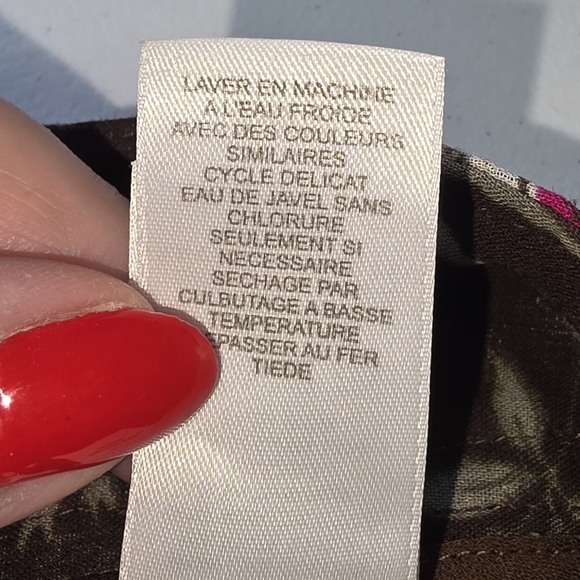 LAVER EN MACHINE
A L'EAU FROIDE
AVEC DES COULEURS
SIMILAIRES
CYCLE DELICAT
EAU DE JAVEL SANS
CHLORURE
SEULEMENT SI
NECESSAIRE
SECHAGE PAR
CULBUTAGE A BASSE
TEMPERATURE
EPASSER AU FER
TIEDE